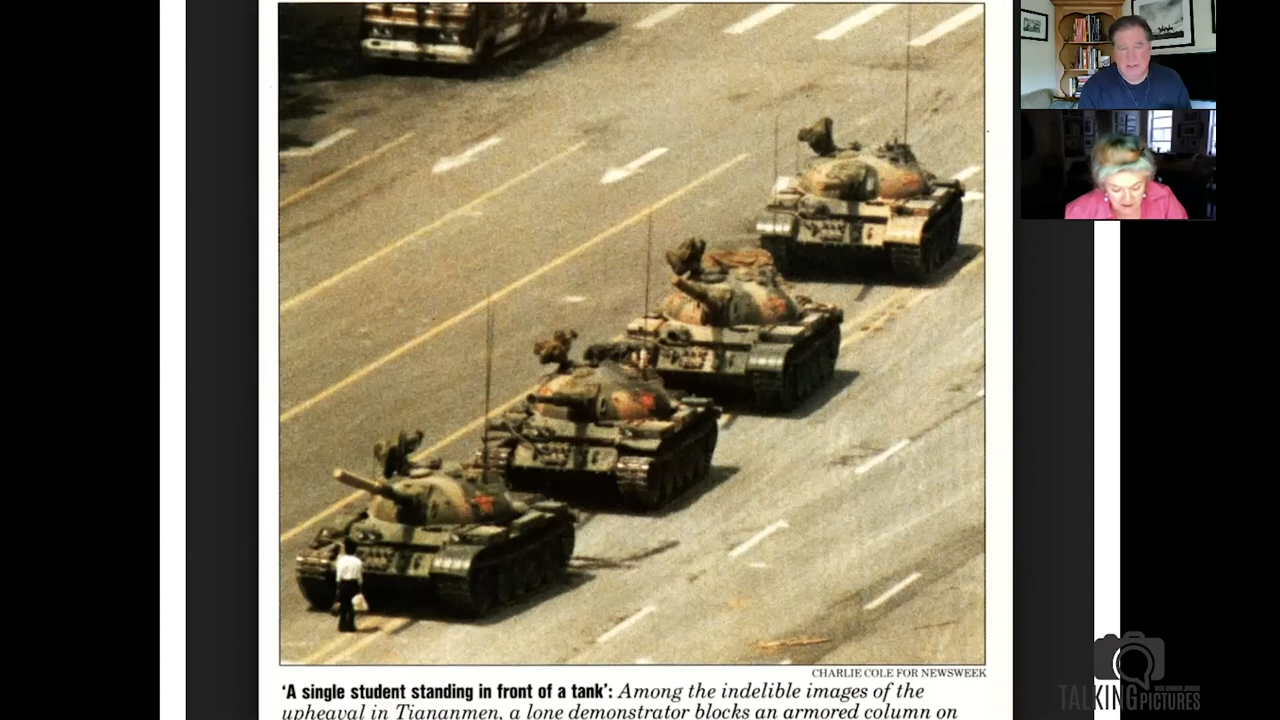 CHARLIE COLE FOR NEWSWEEK
'A single student standing in front of a tank': Among the indelible images of the
upheaval in Tiananmen, a lone demonstrator blocks an armored column on
TALKING PICTURES